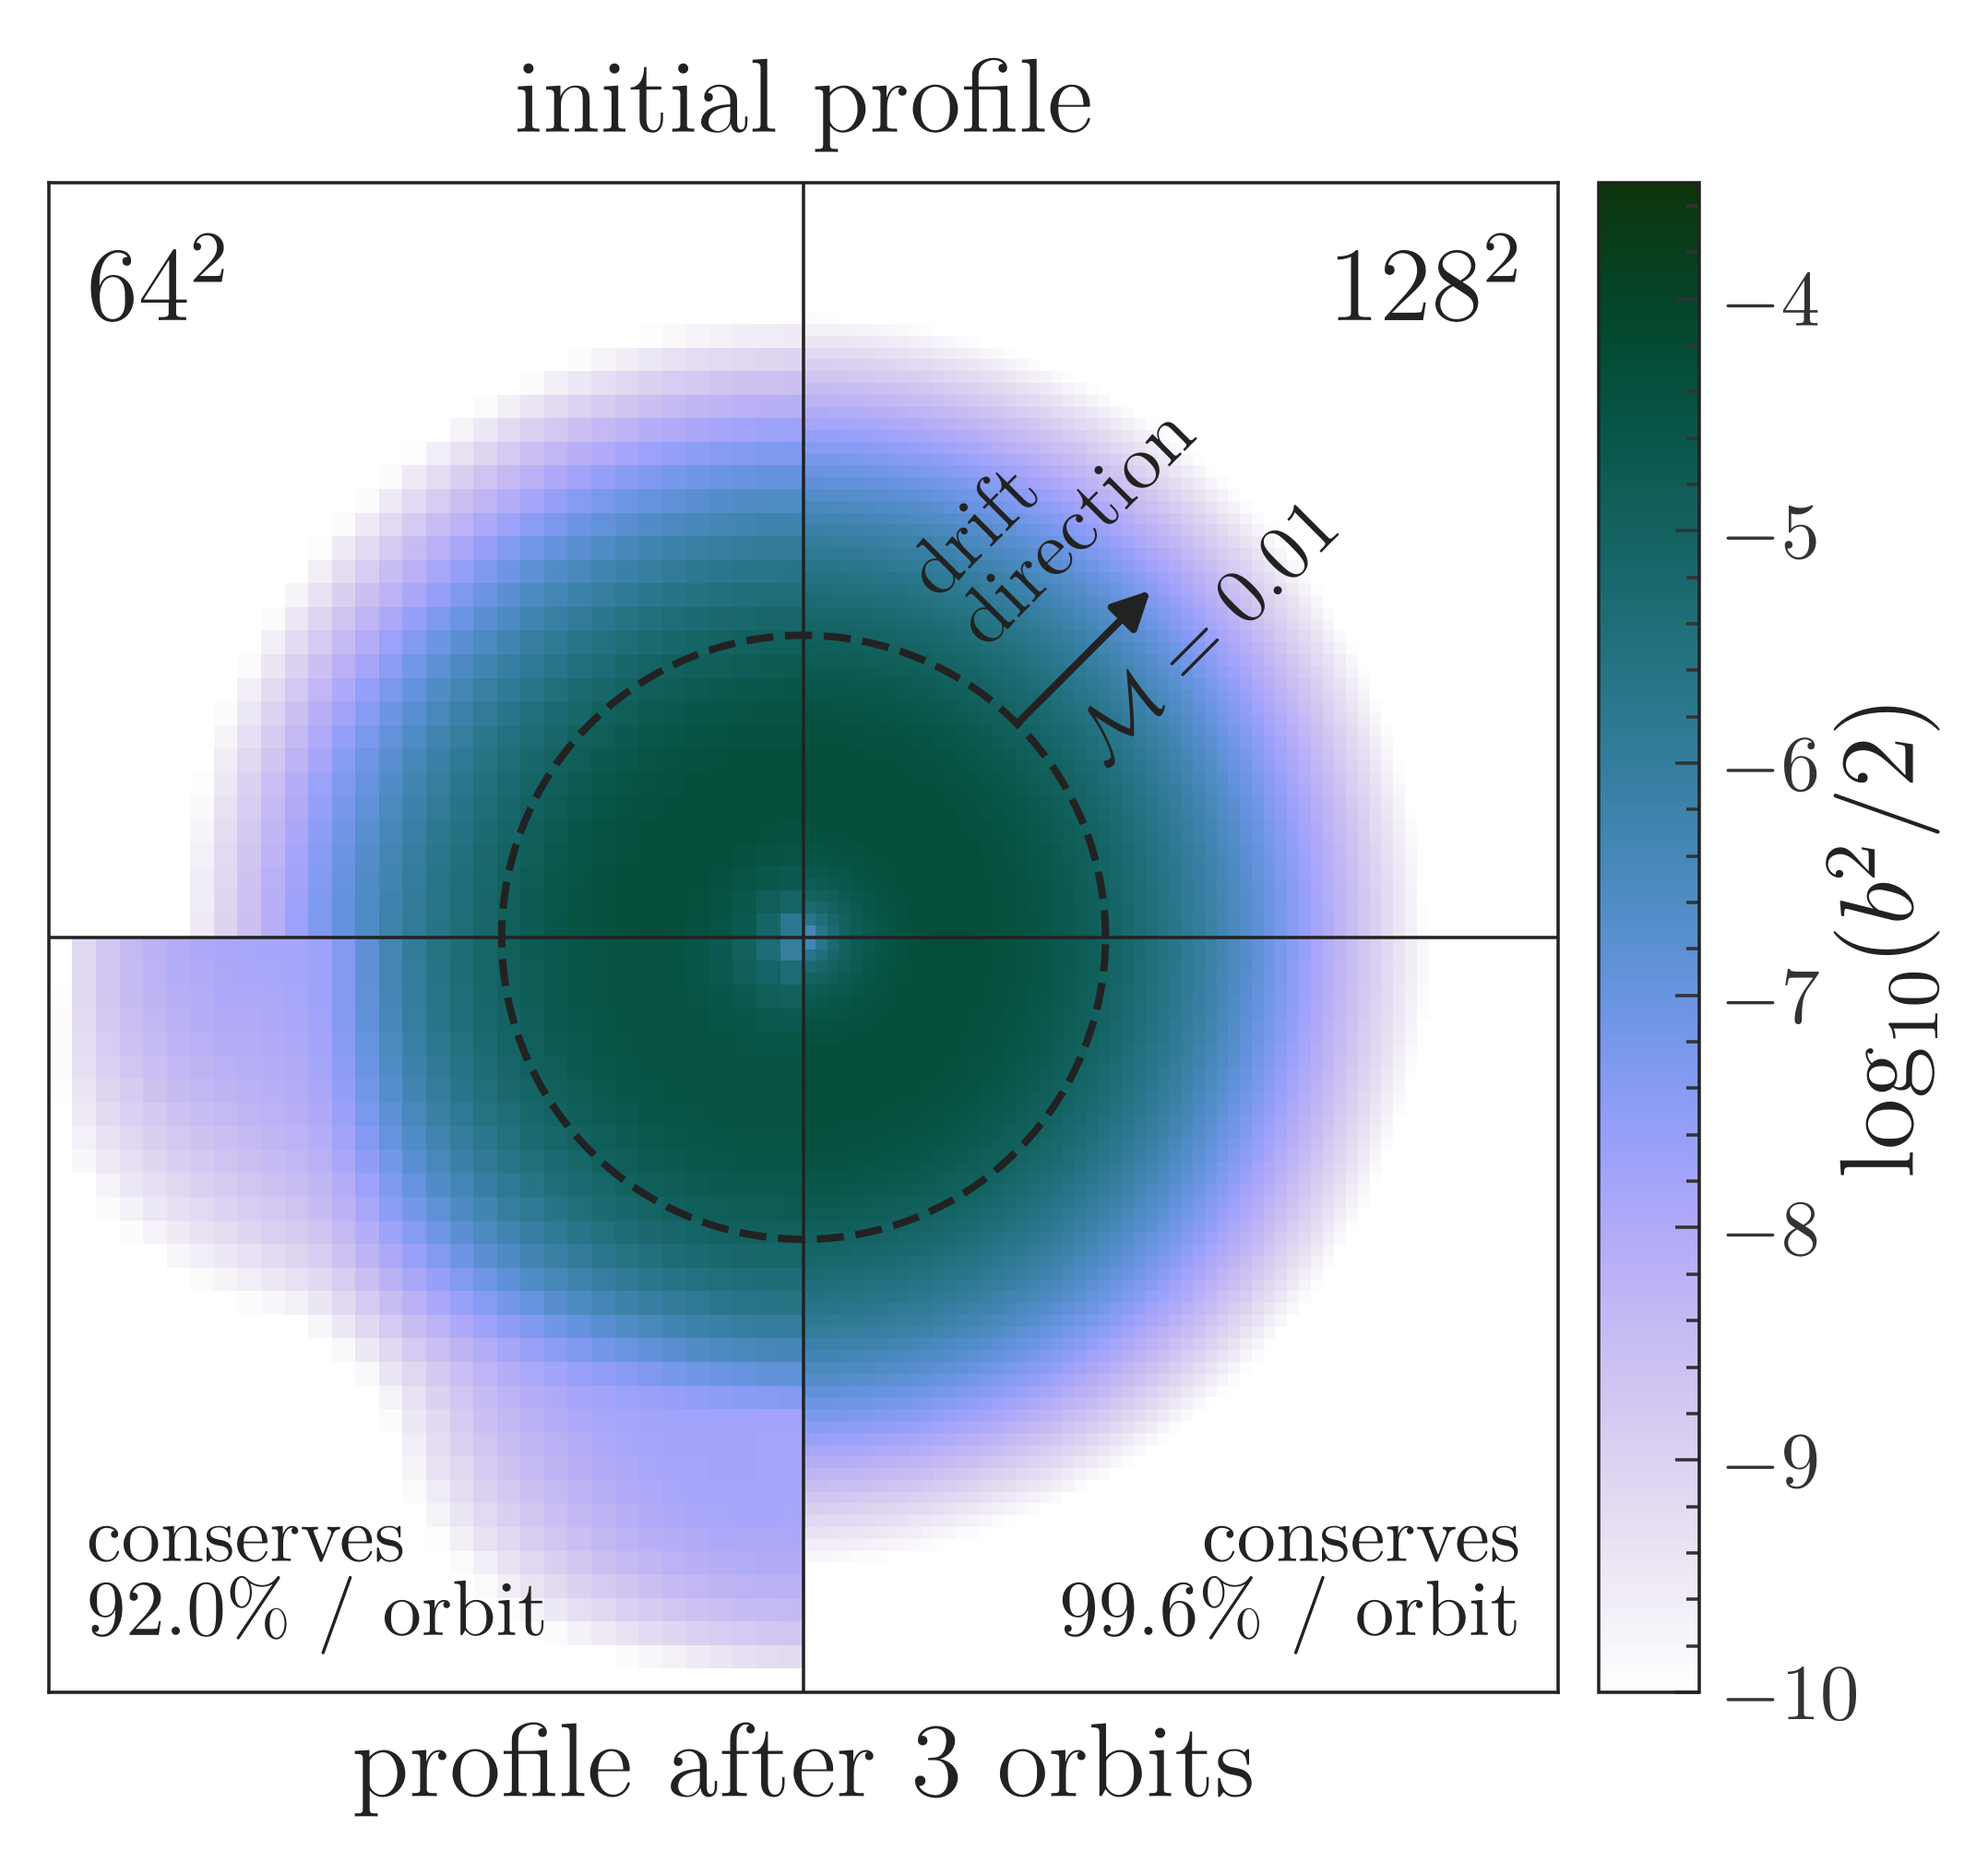 initial profile
64²
128²
drift
direction
ℳ = 0.01
conserves
92.0% / orbit
conserves
99.6% / orbit
profile after 3 orbits
−4
−5
−6
−7
−8
−9
−10
log₁₀(b²/2)